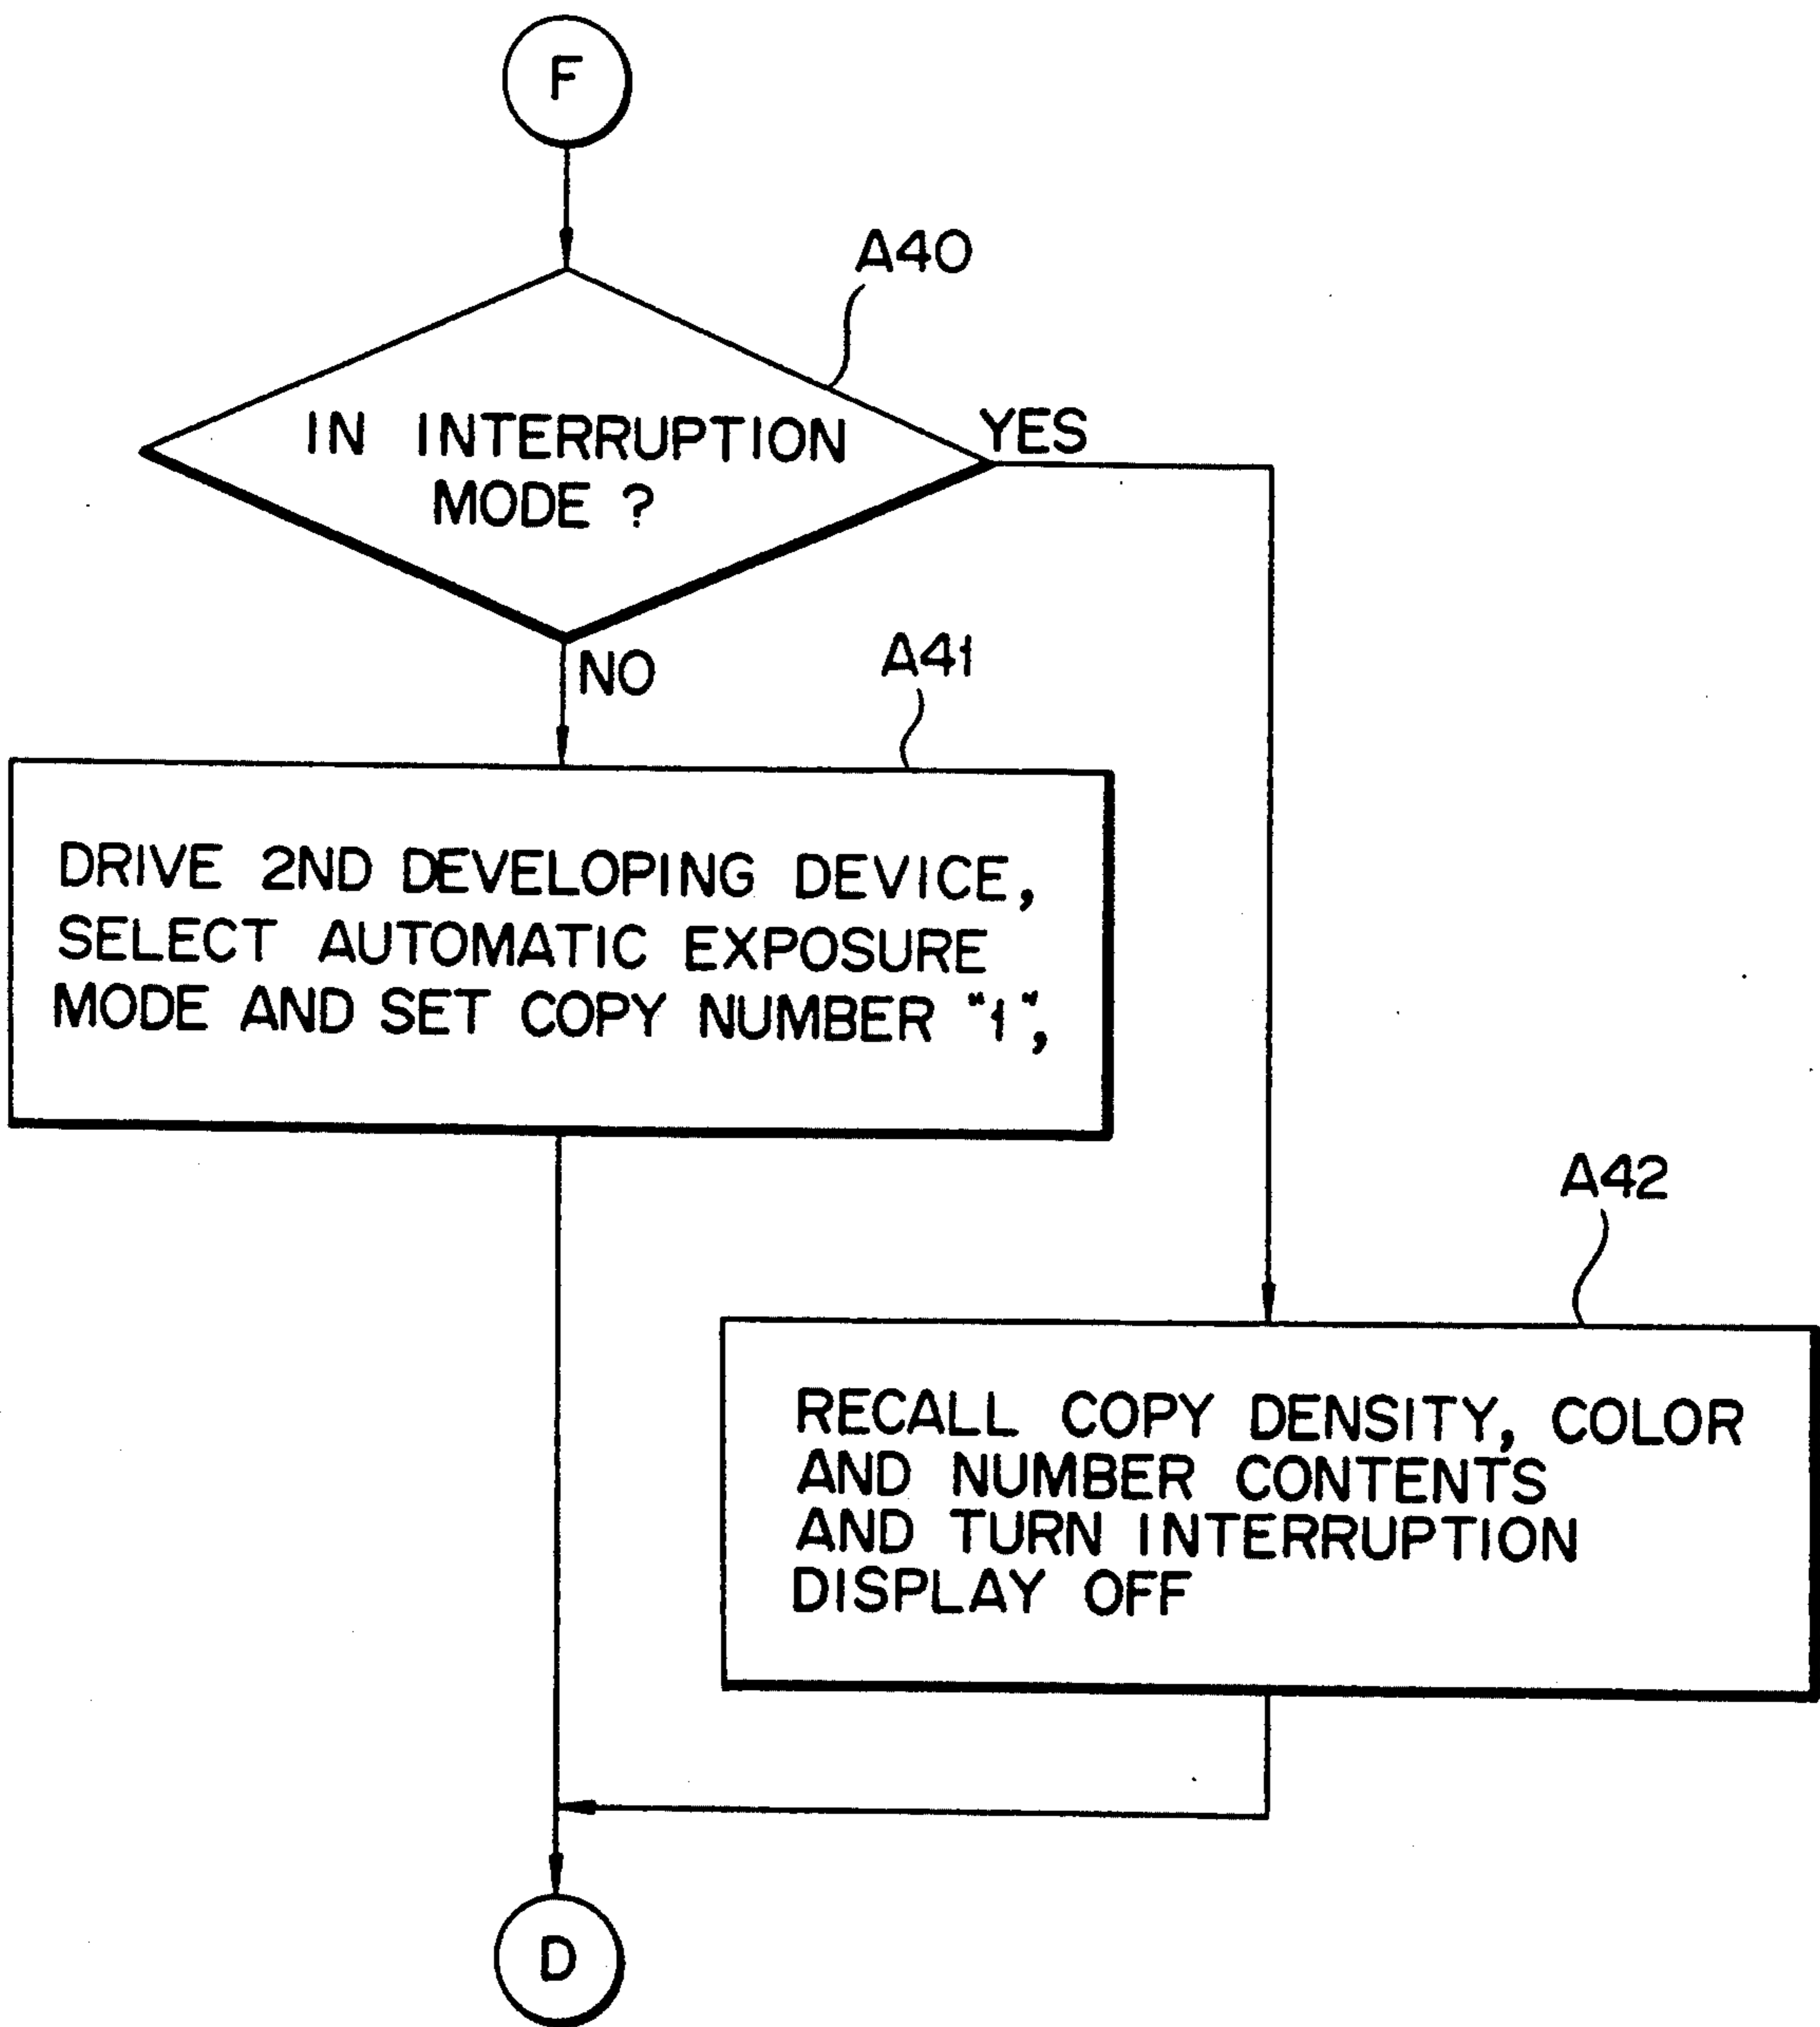 F
A40
IN INTERRUPTION
MODE ?
YES
NO
A41
DRIVE 2ND DEVELOPING DEVICE,
SELECT AUTOMATIC EXPOSURE
MODE AND SET COPY NUMBER "1",
A42
RECALL COPY DENSITY, COLOR
AND NUMBER CONTENTS
AND TURN INTERRUPTION
DISPLAY OFF
D